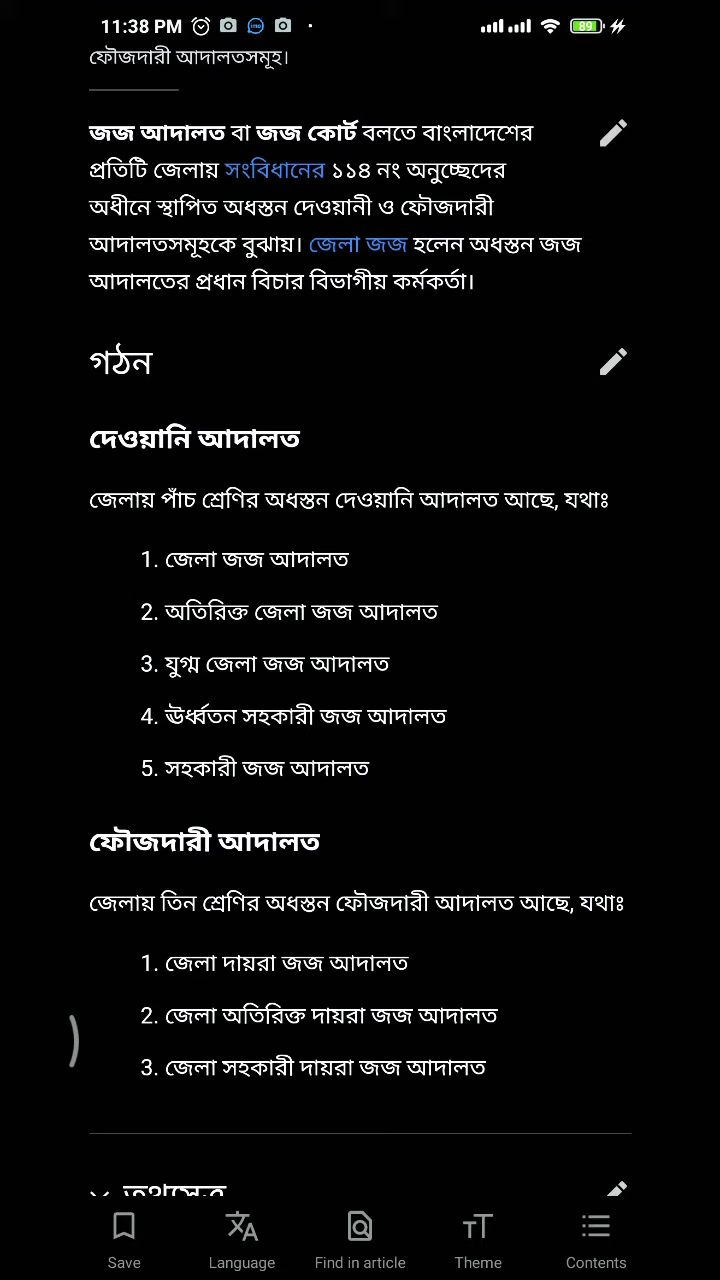 11:38 PM
89
ফৌজদারী আদালতসমূহ।
জজ আদালত বা জজ কোর্ট বলতে বাংলাদেশের
প্রতিটি জেলায় সংবিধানের ১১৪ নং অনুচ্ছেদের
অধীনে স্থাপিত অধস্তন দেওয়ানী ও ফৌজদারী
আদালতসমূহকে বুঝায়। জেলা জজ হলেন অধস্তন জজ
আদালতের প্রধান বিচার বিভাগীয় কর্মকর্তা।
গঠন
দেওয়ানি আদালত
জেলায় পাঁচ শ্রেণির অধস্তন দেওয়ানি আদালত আছে, যথাঃ
1. জেলা জজ আদালত
2. অতিরিক্ত জেলা জজ আদালত
3. যুগ্ম জেলা জজ আদালত
4. ঊর্ধ্বতন সহকারী জজ আদালত
5. সহকারী জজ আদালত
ফৌজদারী আদালত
জেলায় তিন শ্রেণির অধস্তন ফৌজদারী আদালত আছে, যথাঃ
1. জেলা দায়রা জজ আদালত
2. জেলা অতিরিক্ত দায়রা জজ আদালত
3. জেলা সহকারী দায়রা জজ আদালত
তথ্যসূত্র
Save
Language
Find in article
Theme
Contents